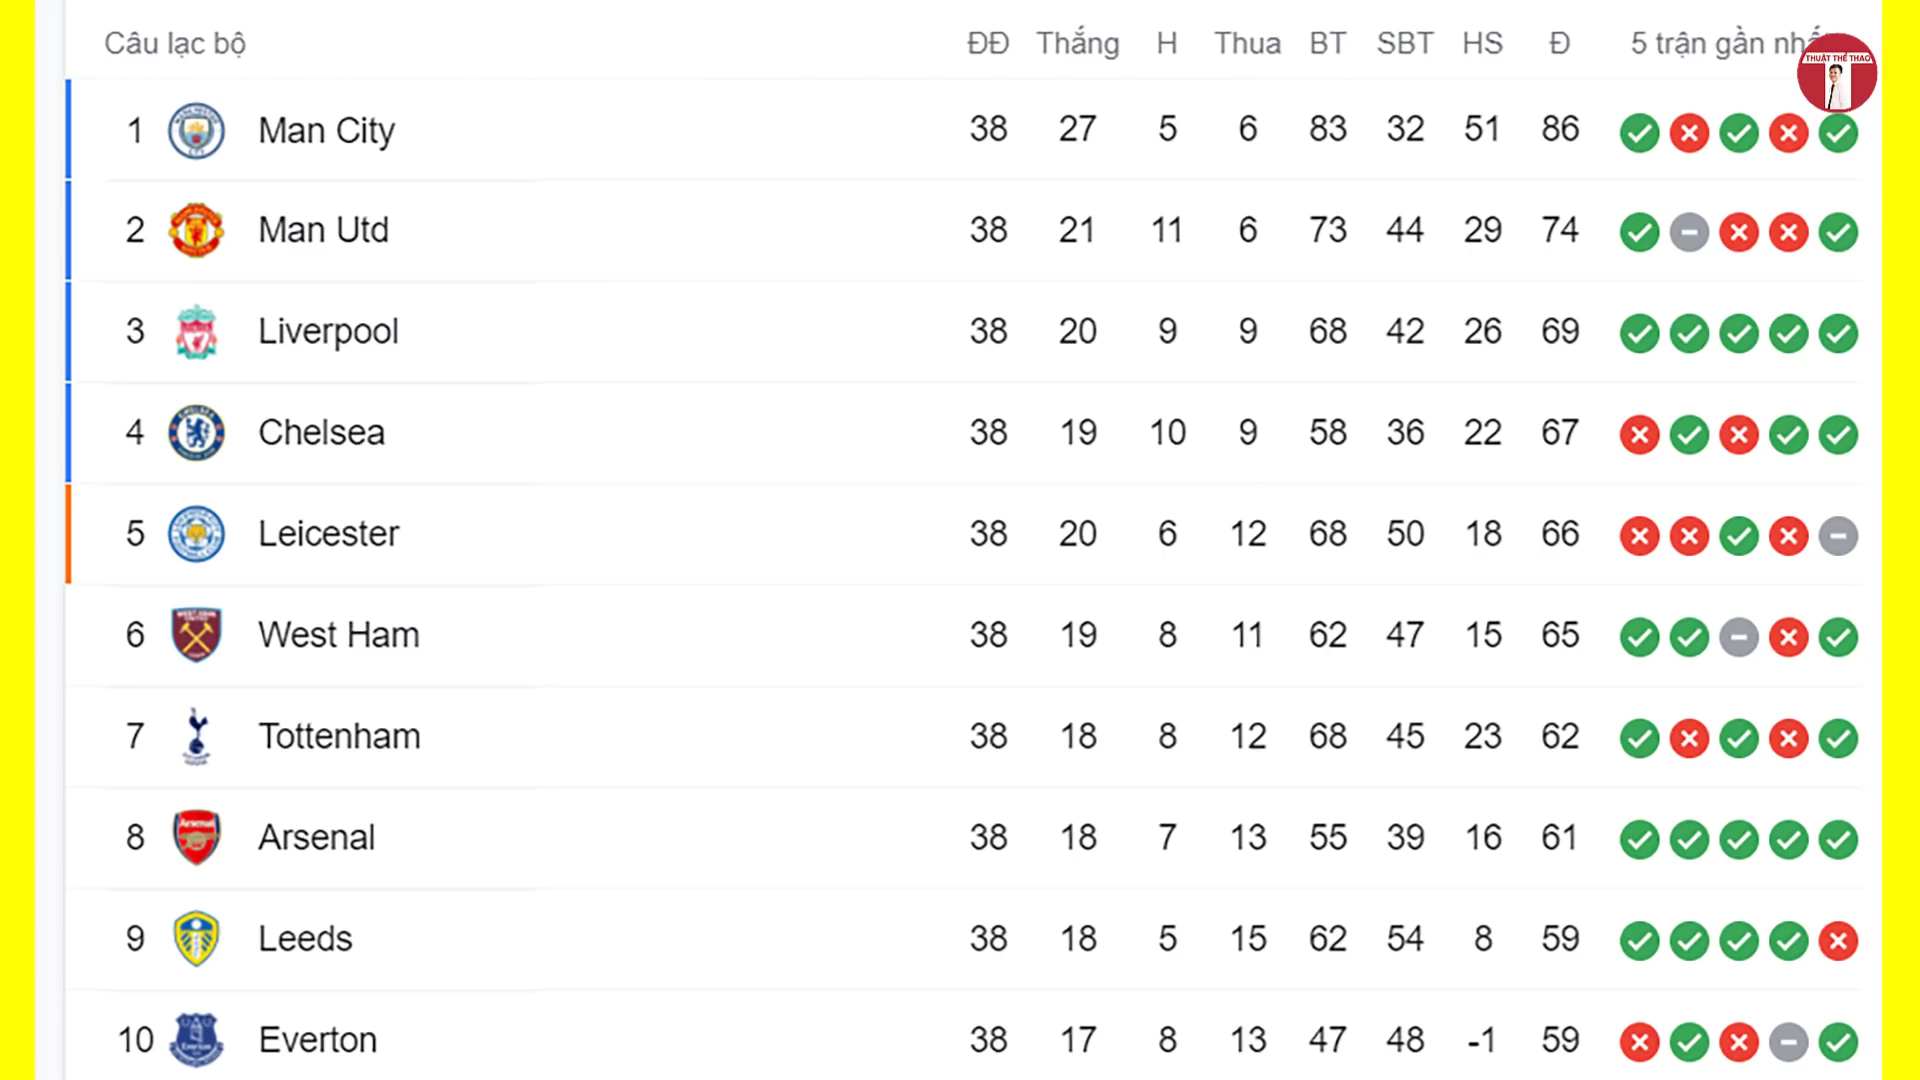 Câu lạc bộ ĐĐ Thắng H Thua BT SBT HS Đ 5 trận gần
THUẬT THỂ THAO
1 Man City 38 27 5 6 83 32 51 86
2 Man Utd 38 21 11 6 73 44 29 74
3 Liverpool 38 20 9 9 68 42 26 69
4 Chelsea 38 19 10 9 58 36 22 67
5 Leicester 38 20 6 12 68 50 18 66
6 West Ham 38 19 8 11 62 47 15 65
7 Tottenham 38 18 8 12 68 45 23 62
8 Arsenal 38 18 7 13 55 39 16 61
9 Leeds 38 18 5 15 62 54 8 59
10 Everton 38 17 8 13 47 48 -1 59